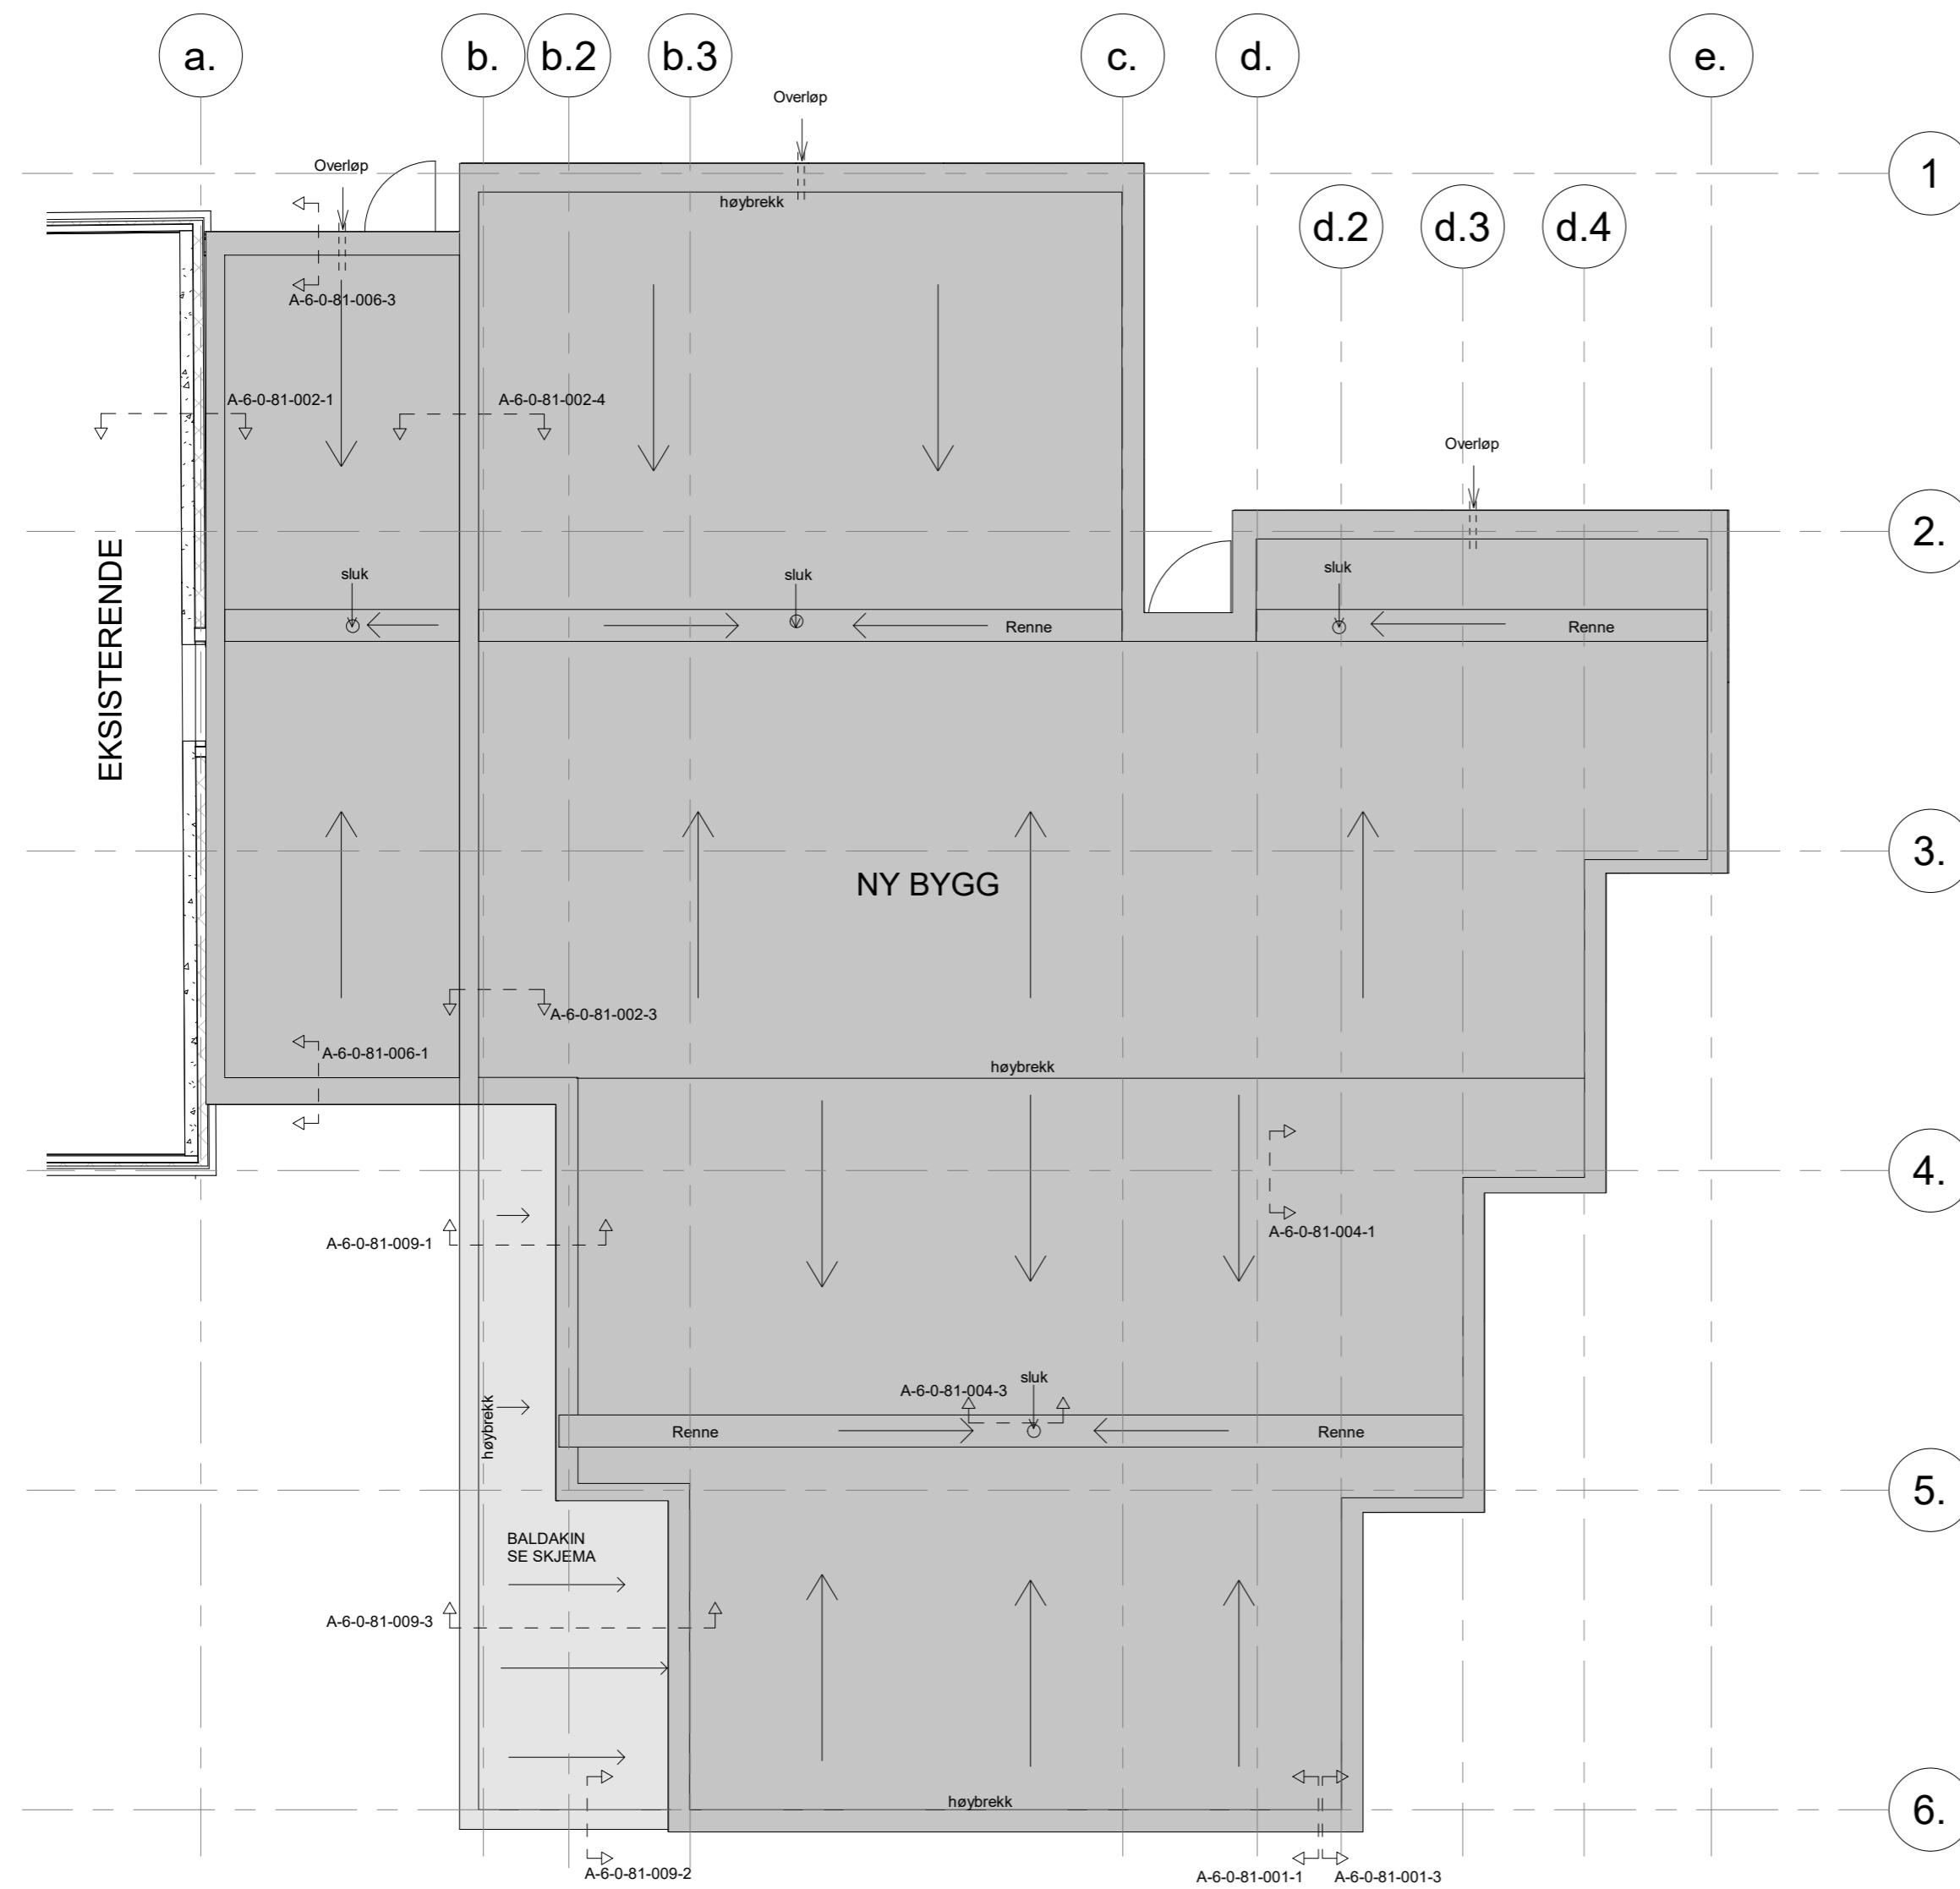 a.
b.
b.2
b.3
c.
d.
e.
Overløp
Overløp
1
høybrekk
d.2
d.3
d.4
A-6-0-81-006-3
A-6-0-81-002-1
A-6-0-81-002-4
Overløp
2.
EKSISTERENDE
sluk
sluk
sluk
Renne
Renne
3.
NY BYGG
A-6-0-81-002-3
A-6-0-81-006-1
høybrekk
4.
A-6-0-81-009-1
A-6-0-81-004-1
sluk
A-6-0-81-004-3
høybrekk
Renne
Renne
5.
BALDAKIN
SE SKJEMA
A-6-0-81-009-3
høybrekk
6.
A-6-0-81-009-2
A-6-0-81-001-1
A-6-0-81-001-3